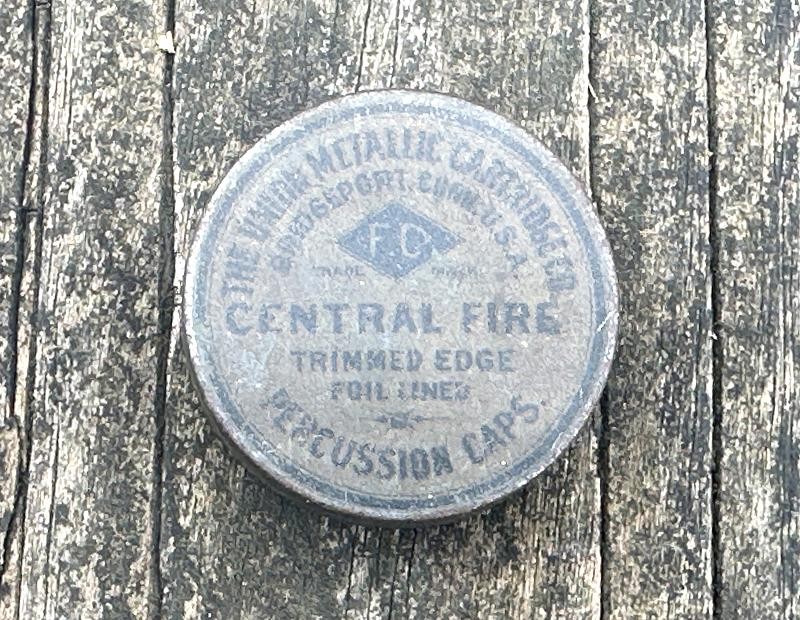 THE UNION METALLIC CARTRIDGE CO.
BRIDGEPORT, CONN. U.S.A.
F.C.
TRADE MARK.
CENTRAL FIRE
TRIMMED EDGE
FOIL LINED
PERCUSSION CAPS.